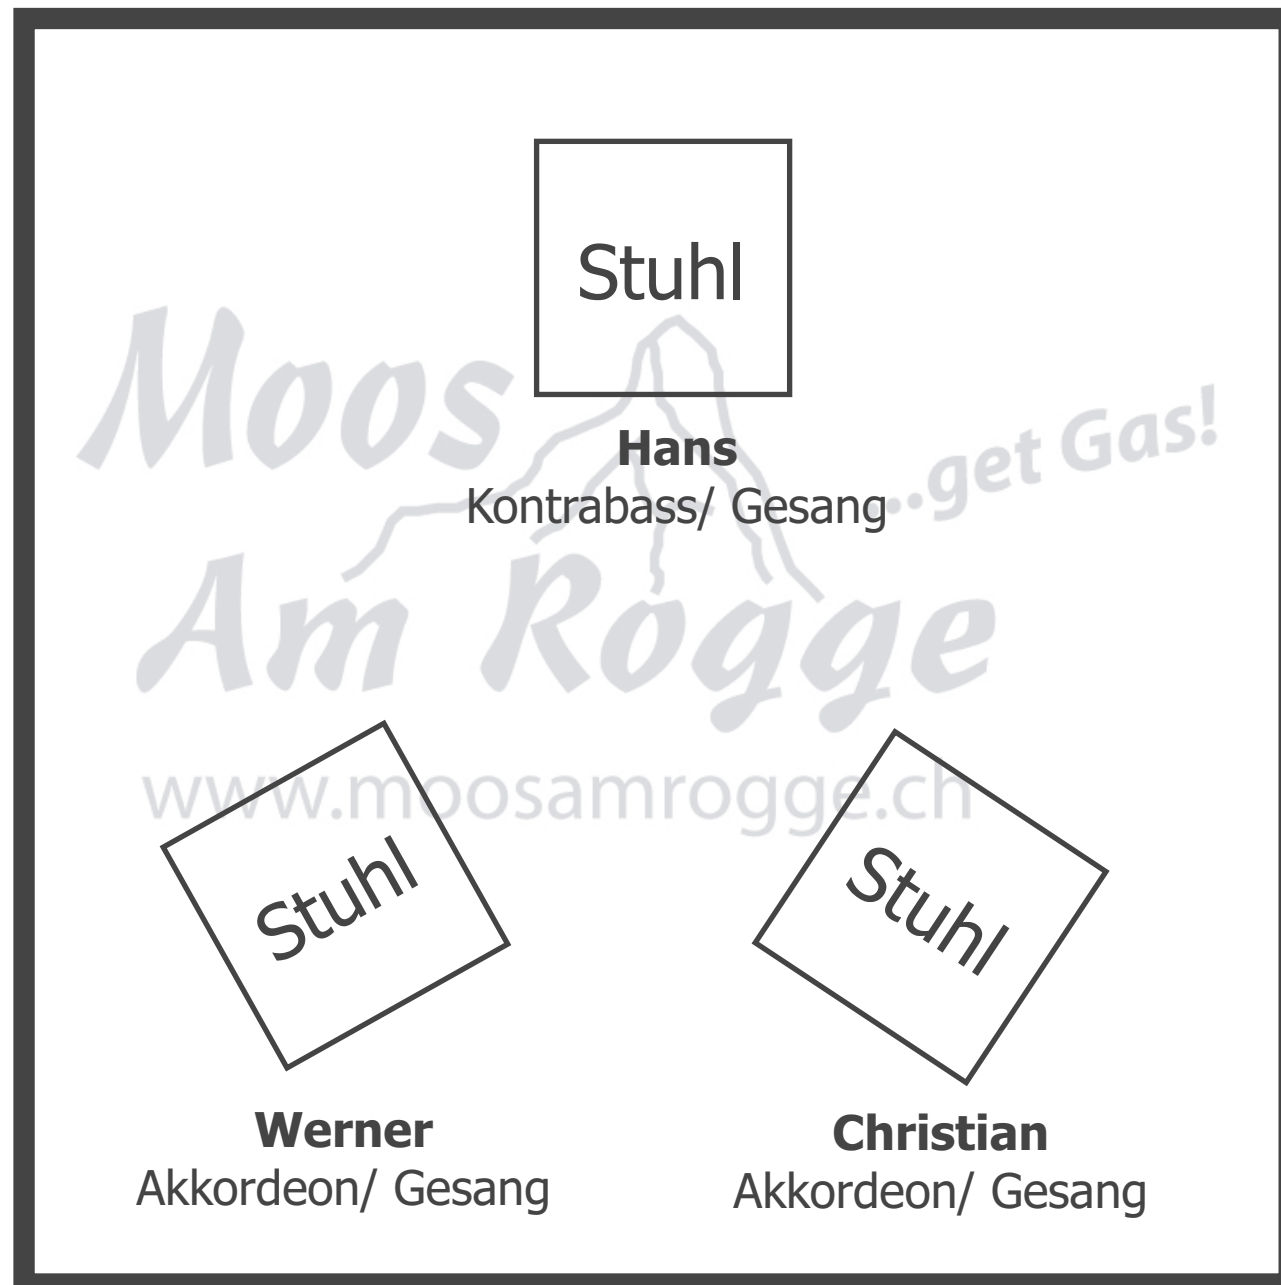 Stuhl
Hans
Kontrabass/ Gesang
Moos
Am Rogge
...get Gas!
www.moosamrogge.ch
Stuhl
Werner
Akkordeon/ Gesang
Stuhl
Christian
Akkordeon/ Gesang